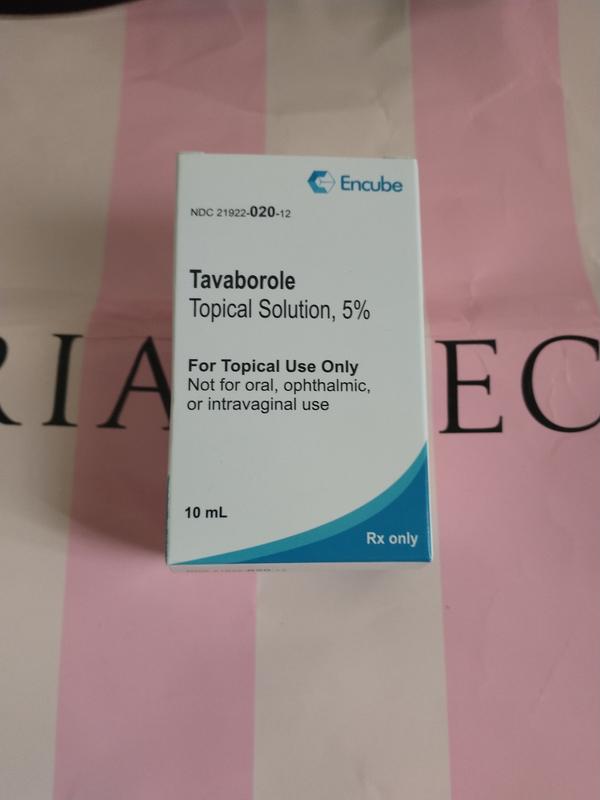 Encube
NDC 21922-020-12
Tavaborole
Topical Solution, 5%
RIA
EC
For Topical Use Only
Not for oral, ophthalmic,
or intravaginal use
10 mL
Rx only